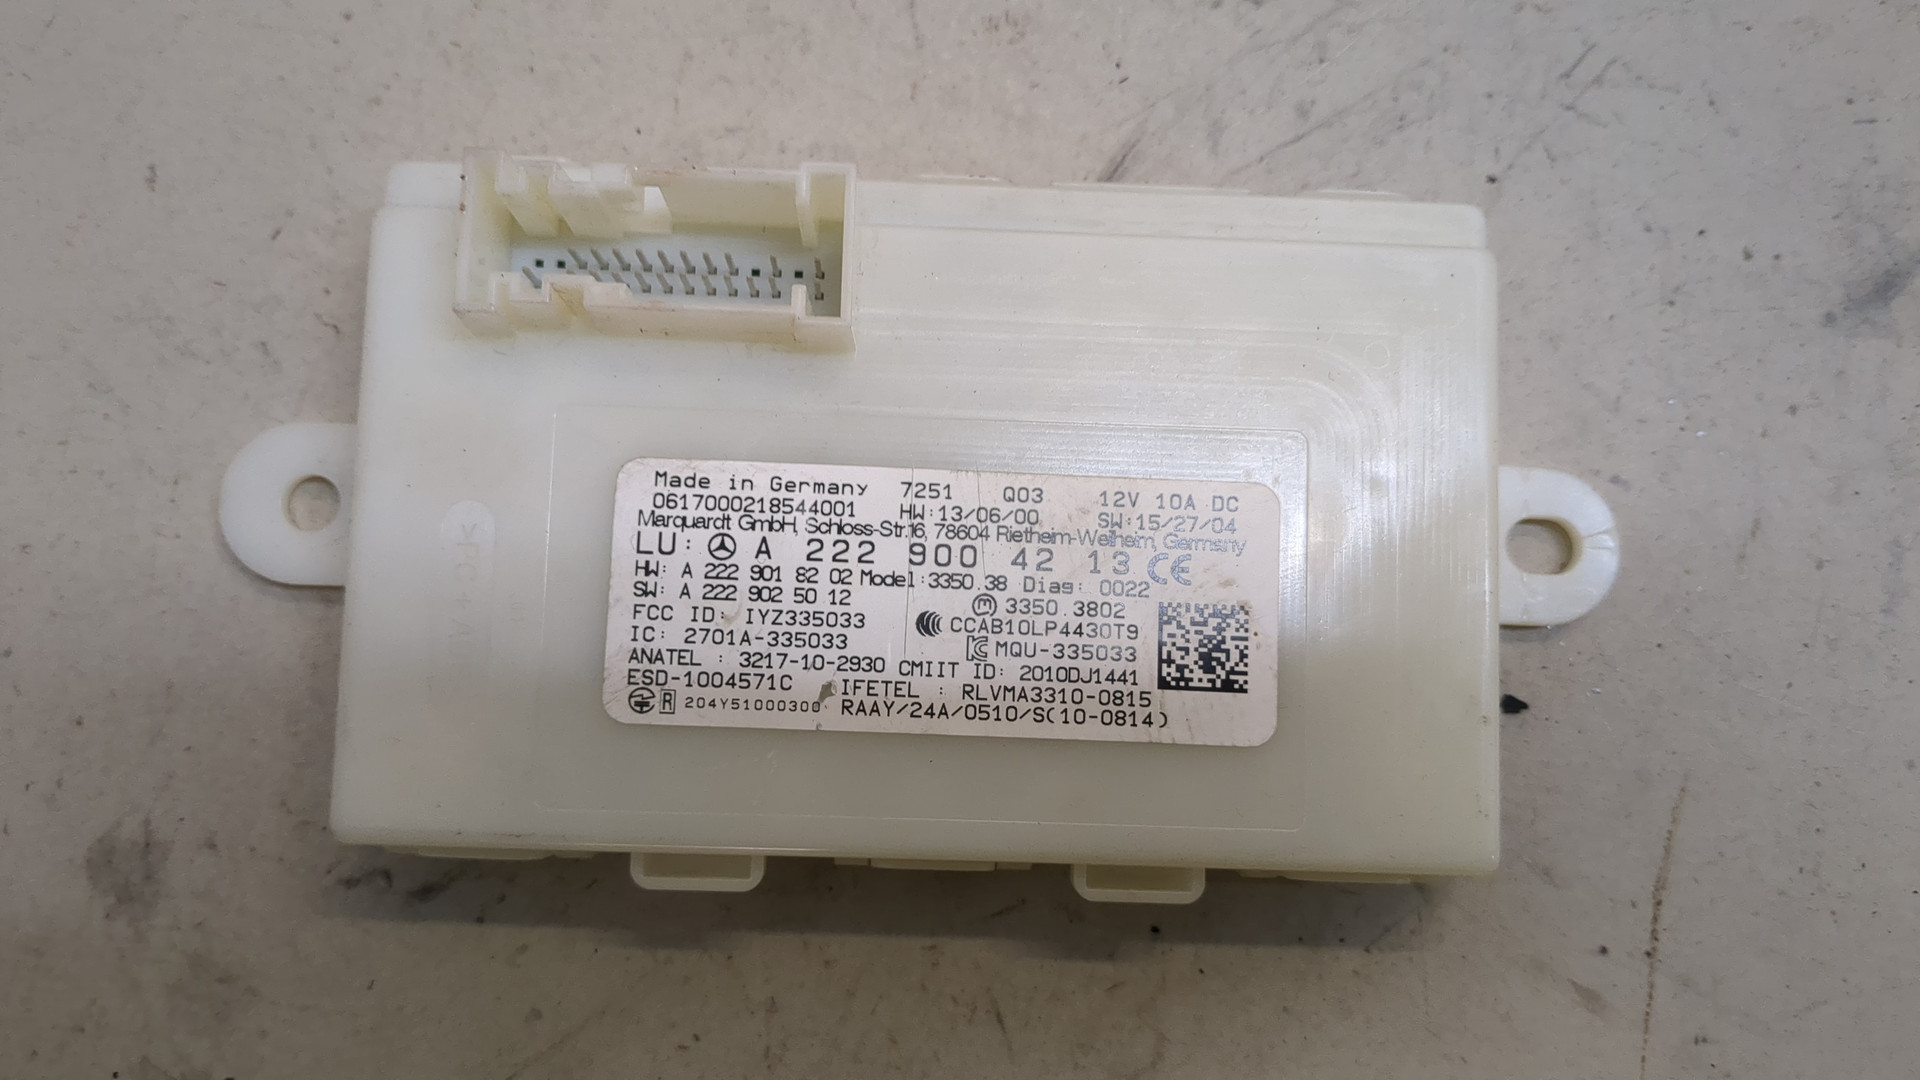 Made in Germany 7251 Q03 12V 10A DC
0617000218544001 HW:13/06/00 SW:15/27/04
Marquardt GmbH, Schloss-Str.16, 78604 Rietheim-Weilheim, Germany
LU: A 222 900 42 13 CE
HW: A 222 901 82 02 Model:3350.38 Diag: 0022
SW: A 222 902 50 12
m 3350.3802
FCC ID: IYZ335033
CCAB10LP4430T9
IC: 2701A-335033
MQU-335033
ANATEL : 3217-10-2930 CMIIT ID: 2010DJ1441
ESD-1004571C IFETEL : RLVMA3310-0815
R 204Y51000300 RAAY/24A/0510/S(10-0814)